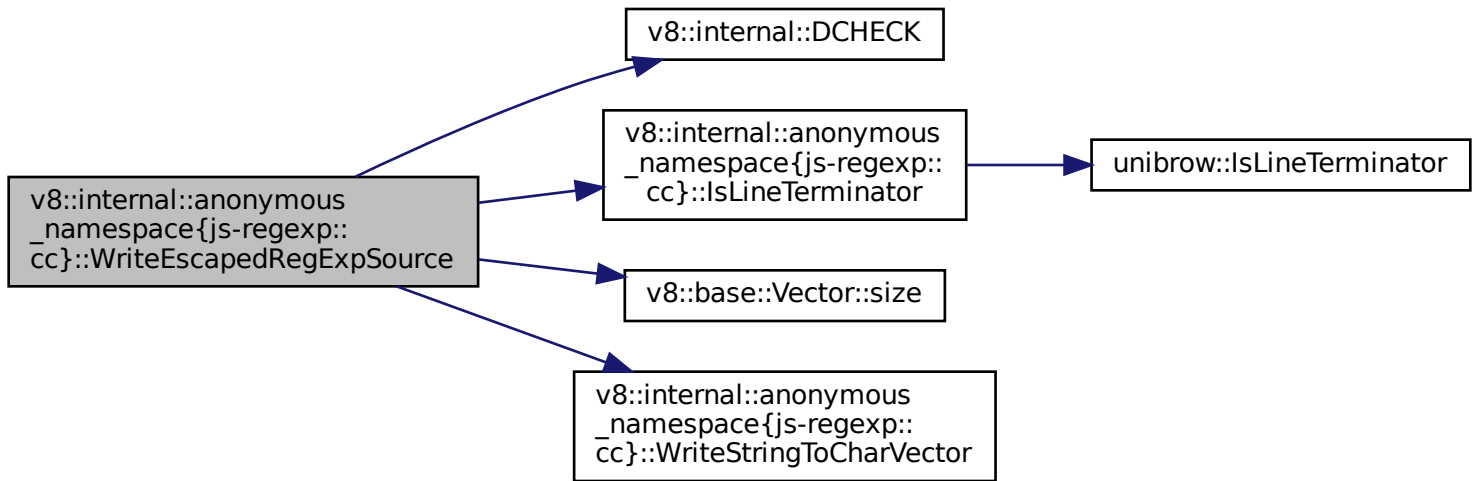 v8::internal::anonymous
_namespace{js-regexp::
cc}::WriteEscapedRegExpSource
v8::internal::DCHECK
v8::internal::anonymous
_namespace{js-regexp::
cc}::IsLineTerminator
unibrow::IsLineTerminator
v8::base::Vector::size
v8::internal::anonymous
_namespace{js-regexp::
cc}::WriteStringToCharVector